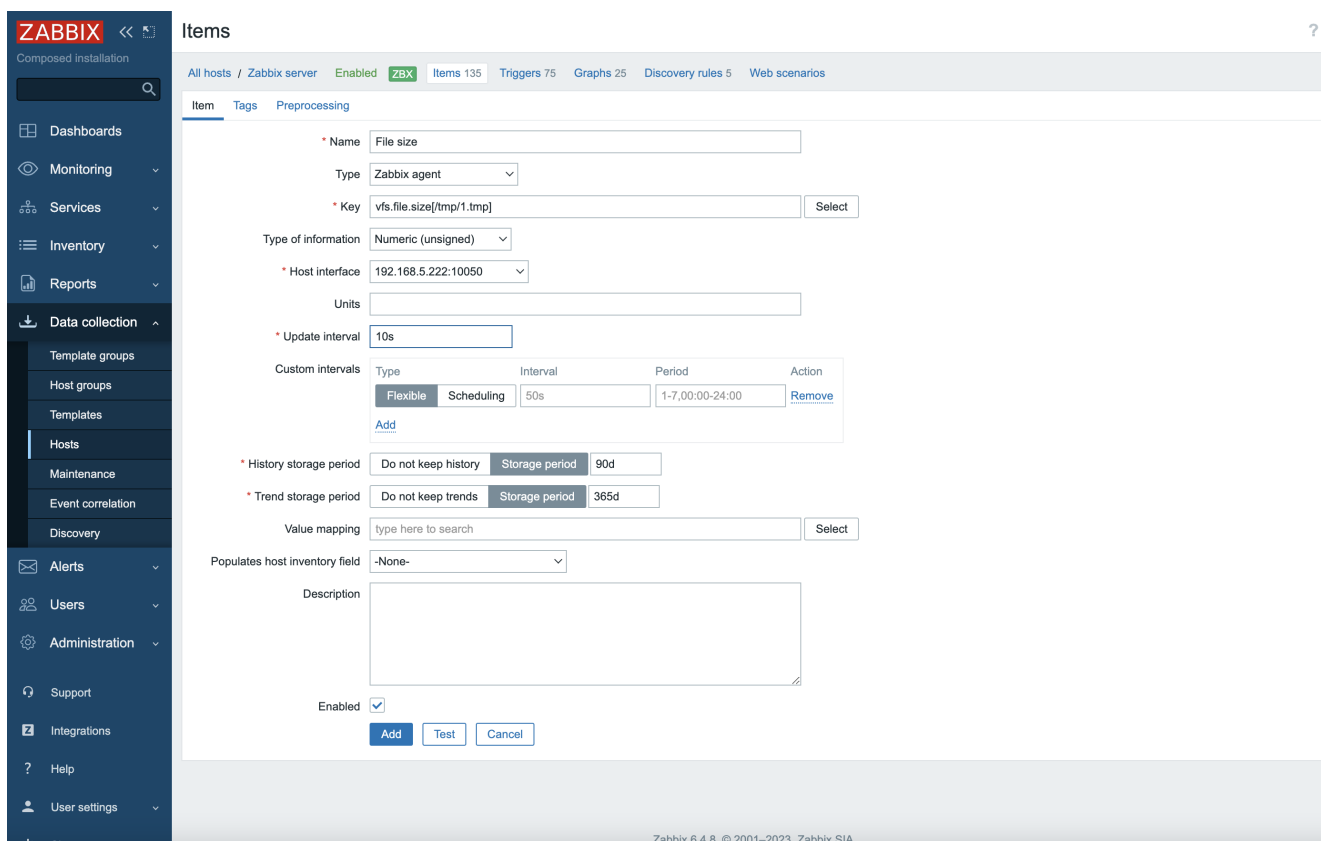 ZABBIX
Composed installation
Dashboards
Monitoring
Services
Inventory
Reports
Data collection
Template groups
Host groups
Templates
Hosts
Maintenance
Event correlation
Discovery
Alerts
Users
Administration
Support
Z Integrations
? Help
User settings
Items
?
All hosts / Zabbix server Enabled ZBX Items 135 Triggers 75 Graphs 25 Discovery rules 5 Web scenarios
Item Tags Preprocessing
* Name File size
Type Zabbix agent
* Key vfs.file.size[/tmp/1.tmp] Select
Type of information Numeric (unsigned)
* Host interface 192.168.5.222:10050
Units
* Update interval 10s
Custom intervals Type Interval Period Action
Flexible Scheduling 50s 1-7,00:00-24:00 Remove
Add
* History storage period Do not keep history Storage period 90d
* Trend storage period Do not keep trends Storage period 365d
Value mapping type here to search Select
Populates host inventory field -None-
Description
Enabled
Add Test Cancel
Zabbix 6.4.8. © 2001–2023, Zabbix SIA